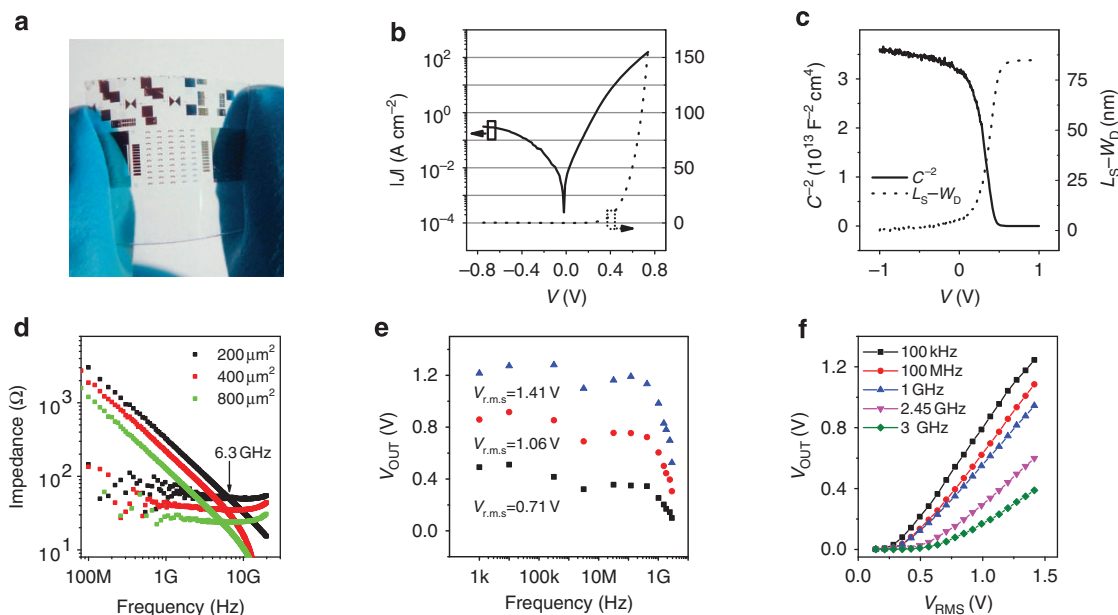 a
b
|J| (A cm⁻²)
10²
10⁰
10⁻²
10⁻⁴
150
100
50
0
−0.8 −0.4 0.0 0.4 0.8
V (V)
c
C⁻² (10¹³ F⁻² cm⁴)
3
2
1
0
75
50
25
0
L_S–W_D (nm)
C⁻²
L_S–W_D
−1 0 1
V (V)
d
Impedance (Ω)
10³
10²
10¹
200 μm²
400 μm²
800 μm²
6.3 GHz
100M 1G 10G
Frequency (Hz)
e
V_OUT (V)
1.2
0.8
0.4
0.0
V_r.m.s=1.41 V
V_r.m.s=1.06 V
V_r.m.s=0.71 V
1k 100k 10M 1G
Frequency (Hz)
f
V_OUT (V)
1.2
0.8
0.4
0.0
100 kHz
100 MHz
1 GHz
2.45 GHz
3 GHz
0.0 0.5 1.0 1.5
V_RMS (V)